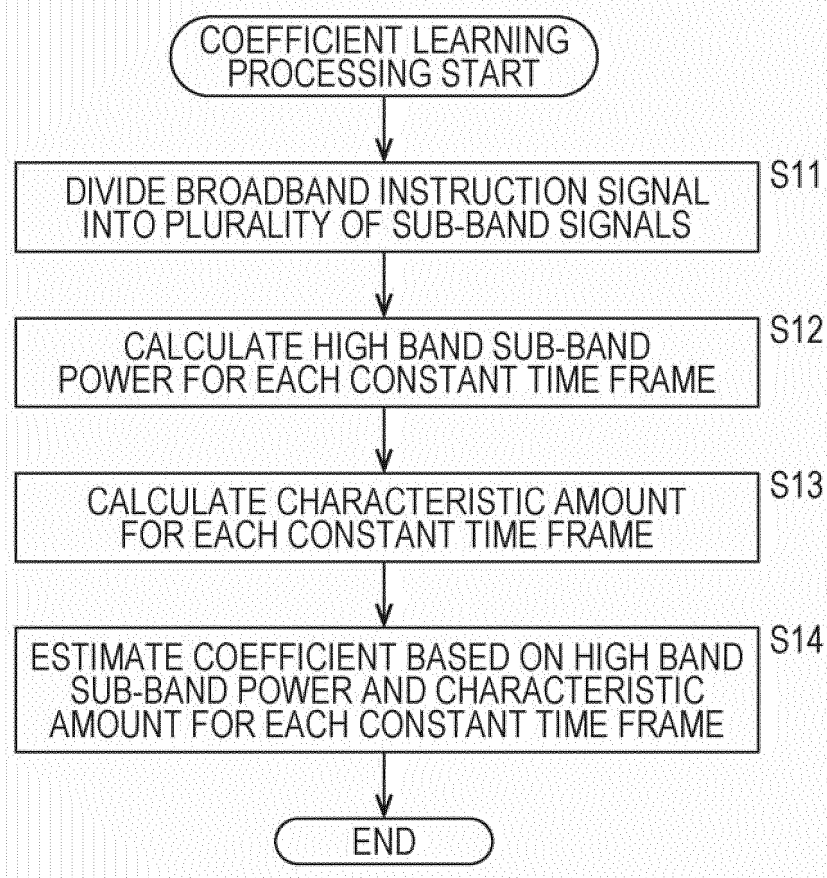 COEFFICIENT LEARNING
PROCESSING START
S11
DIVIDE BROADBAND INSTRUCTION SIGNAL
INTO PLURALITY OF SUB-BAND SIGNALS
S12
CALCULATE HIGH BAND SUB-BAND
POWER FOR EACH CONSTANT TIME FRAME
S13
CALCULATE CHARACTERISTIC AMOUNT
FOR EACH CONSTANT TIME FRAME
S14
ESTIMATE COEFFICIENT BASED ON HIGH BAND
SUB-BAND POWER AND CHARACTERISTIC
AMOUNT FOR EACH CONSTANT TIME FRAME
END